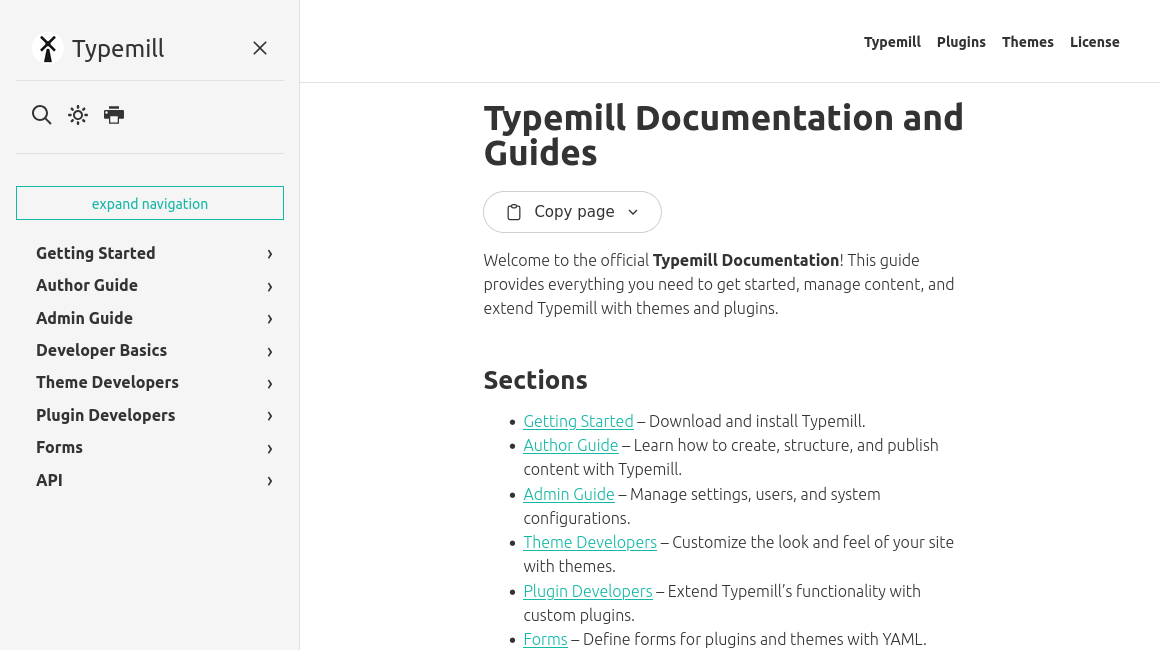 Typemill
expand navigation
Getting Started
Author Guide
Admin Guide
Developer Basics
Theme Developers
Plugin Developers
Forms
API
Typemill Plugins Themes License
Typemill Documentation and
Guides
Copy page
Welcome to the official Typemill Documentation! This guide
provides everything you need to get started, manage content, and
extend Typemill with themes and plugins.
Sections
• Getting Started – Download and install Typemill.
• Author Guide – Learn how to create, structure, and publish
content with Typemill.
• Admin Guide – Manage settings, users, and system
configurations.
• Theme Developers – Customize the look and feel of your site
with themes.
• Plugin Developers – Extend Typemill’s functionality with
custom plugins.
• Forms – Define forms for plugins and themes with YAML.